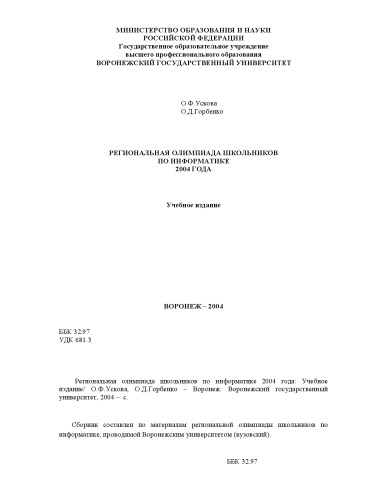 МИНИСТЕРСТВО ОБРАЗОВАНИЯ И НАУКИ
РОССИЙСКОЙ ФЕДЕРАЦИИ
Государственное образовательное учреждение
высшего профессионального образования
ВОРОНЕЖСКИЙ ГОСУДАРСТВЕННЫЙ УНИВЕРСИТЕТ
О.Ф.Ускова
О.Д.Горбенко
РЕГИОНАЛЬНАЯ ОЛИМПИАДА ШКОЛЬНИКОВ
ПО ИНФОРМАТИКЕ
2004 ГОДА
Учебное издание
ВОРОНЕЖ – 2004
ББК 32.97
УДК 681.3
Региональная олимпиада школьников по информатике 2004 года: Учебное
издание/ О.Ф.Ускова, О.Д.Горбенко – Воронеж: Воронежский государственный
университет, 2004 – с.
Сборник составлен по материалам региональной олимпиады школьников по
информатике, проводимой Воронежским университетом (вузовский).
ББК 32.97